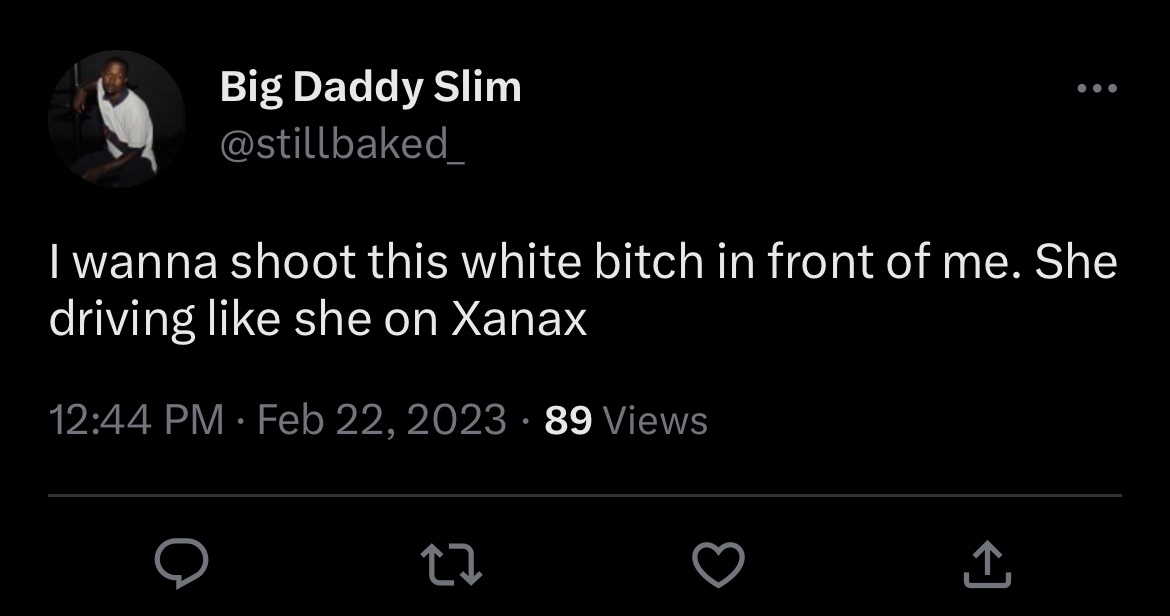 Big Daddy Slim
@stillbaked_
I wanna shoot this white bitch in front of me. She
driving like she on Xanax
12:44 PM · Feb 22, 2023 · 89 Views